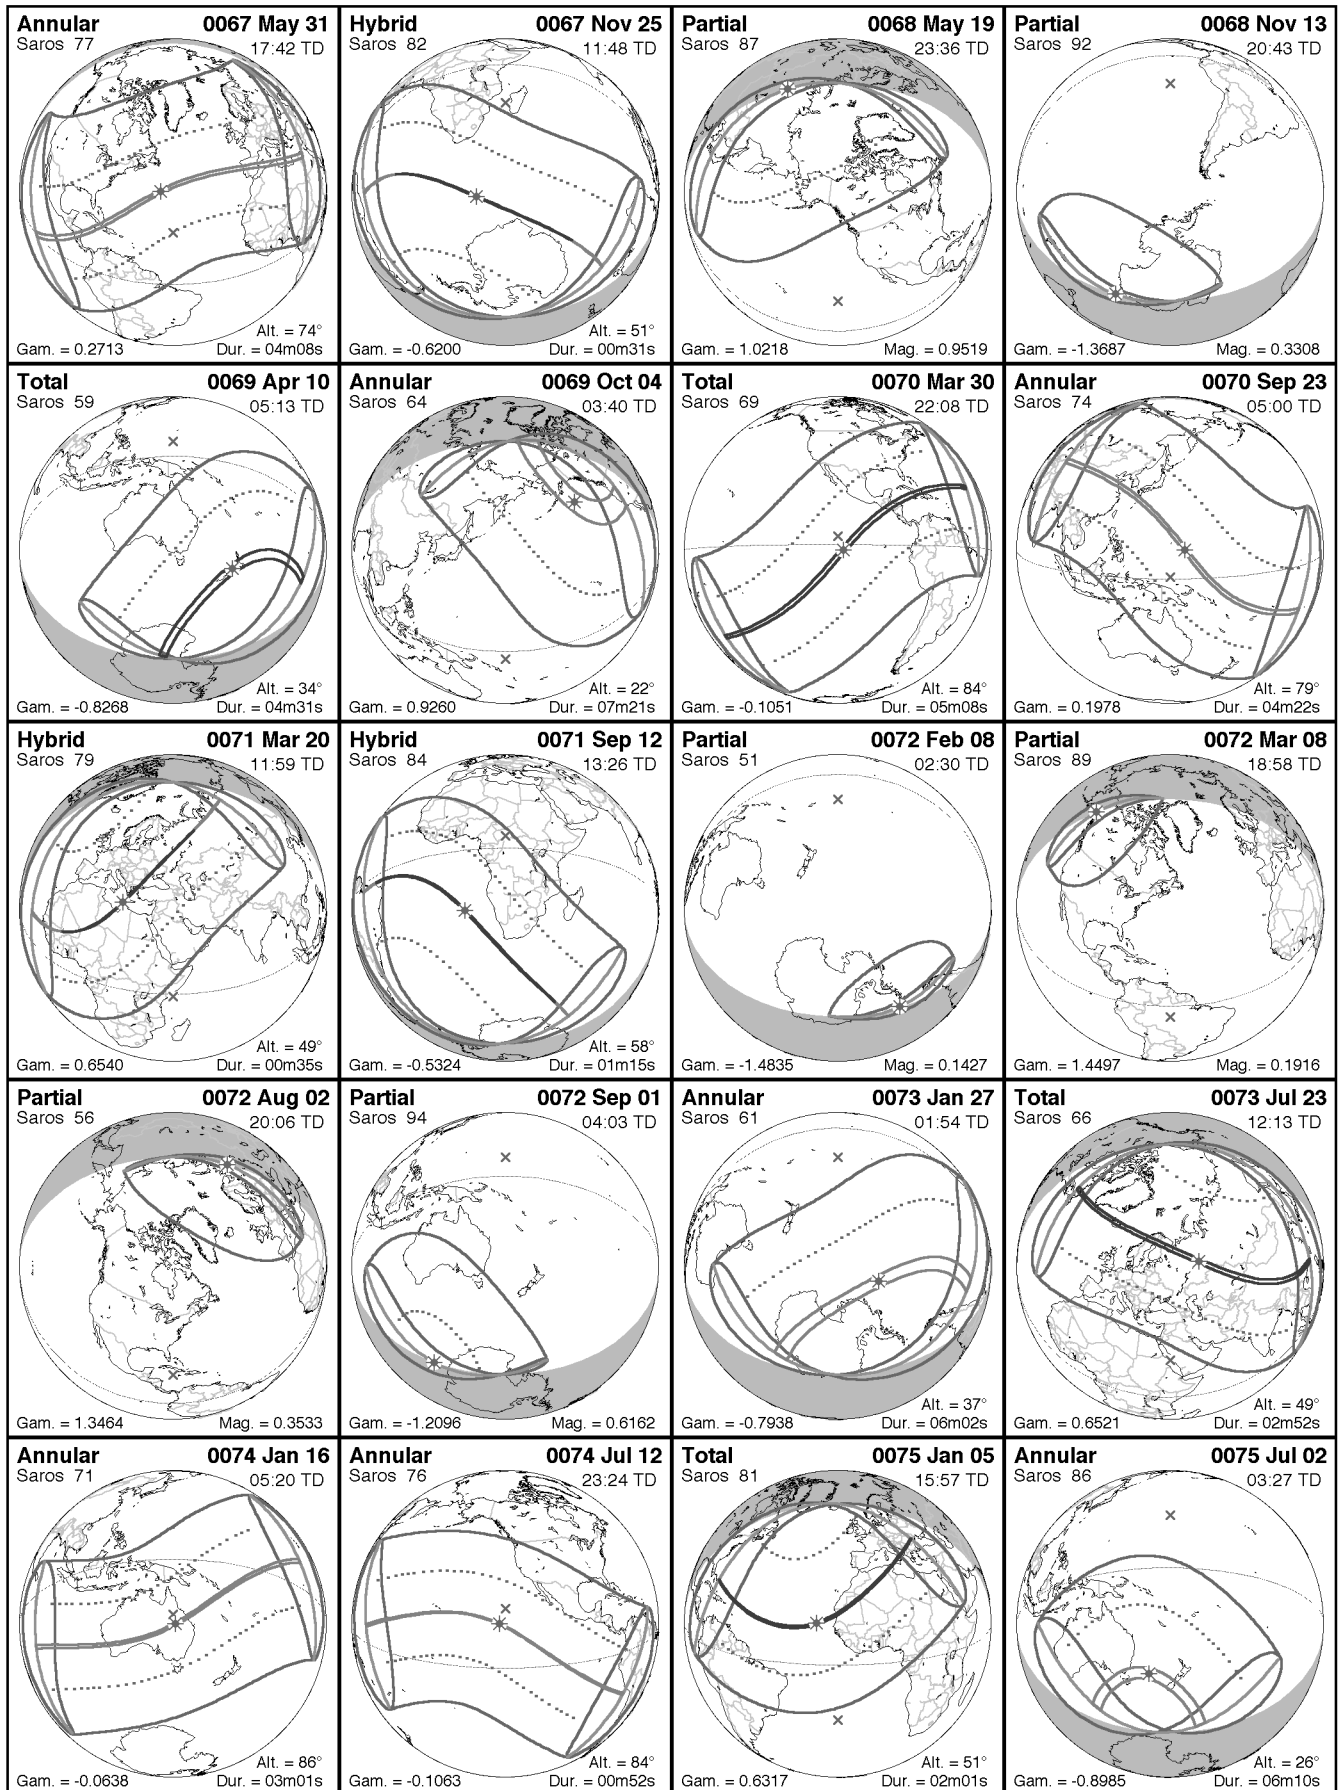 Annular 0067 May 31
Saros 77 17:42 TD
Alt. = 74°
Gam. = 0.2713 Dur. = 04m08s
Hybrid 0067 Nov 25
Saros 82 11:48 TD
Alt. = 51°
Gam. = -0.6200 Dur. = 00m31s
Partial 0068 May 19
Saros 87 23:36 TD
Gam. = 1.0218 Mag. = 0.9519
Partial 0068 Nov 13
Saros 92 20:43 TD
Gam. = -1.3687 Mag. = 0.3308
Total 0069 Apr 10
Saros 59 05:13 TD
Alt. = 34°
Gam. = -0.8268 Dur. = 04m31s
Annular 0069 Oct 04
Saros 64 03:40 TD
Alt. = 22°
Gam. = 0.9260 Dur. = 07m21s
Total 0070 Mar 30
Saros 69 22:08 TD
Alt. = 84°
Gam. = -0.1051 Dur. = 05m08s
Annular 0070 Sep 23
Saros 74 05:00 TD
Alt. = 79°
Gam. = 0.1978 Dur. = 04m22s
Hybrid 0071 Mar 20
Saros 79 11:59 TD
Alt. = 49°
Gam. = 0.6540 Dur. = 00m35s
Hybrid 0071 Sep 12
Saros 84 13:26 TD
Alt. = 58°
Gam. = -0.5324 Dur. = 01m15s
Partial 0072 Feb 08
Saros 51 02:30 TD
Gam. = -1.4835 Mag. = 0.1427
Partial 0072 Mar 08
Saros 89 18:58 TD
Gam. = 1.4497 Mag. = 0.1916
Partial 0072 Aug 02
Saros 56 20:06 TD
Gam. = 1.3464 Mag. = 0.3533
Partial 0072 Sep 01
Saros 94 04:03 TD
Gam. = -1.2096 Mag. = 0.6162
Annular 0073 Jan 27
Saros 61 01:54 TD
Alt. = 37°
Gam. = -0.7938 Dur. = 06m02s
Total 0073 Jul 23
Saros 66 12:13 TD
Alt. = 49°
Gam. = 0.6521 Dur. = 02m52s
Annular 0074 Jan 16
Saros 71 05:20 TD
Alt. = 86°
Gam. = -0.0638 Dur. = 03m01s
Annular 0074 Jul 12
Saros 76 23:24 TD
Alt. = 84°
Gam. = -0.1063 Dur. = 00m52s
Total 0075 Jan 05
Saros 81 15:57 TD
Alt. = 51°
Gam. = 0.6317 Dur. = 02m01s
Annular 0075 Jul 02
Saros 86 03:27 TD
Alt. = 26°
Gam. = -0.8985 Dur. = 06m10s